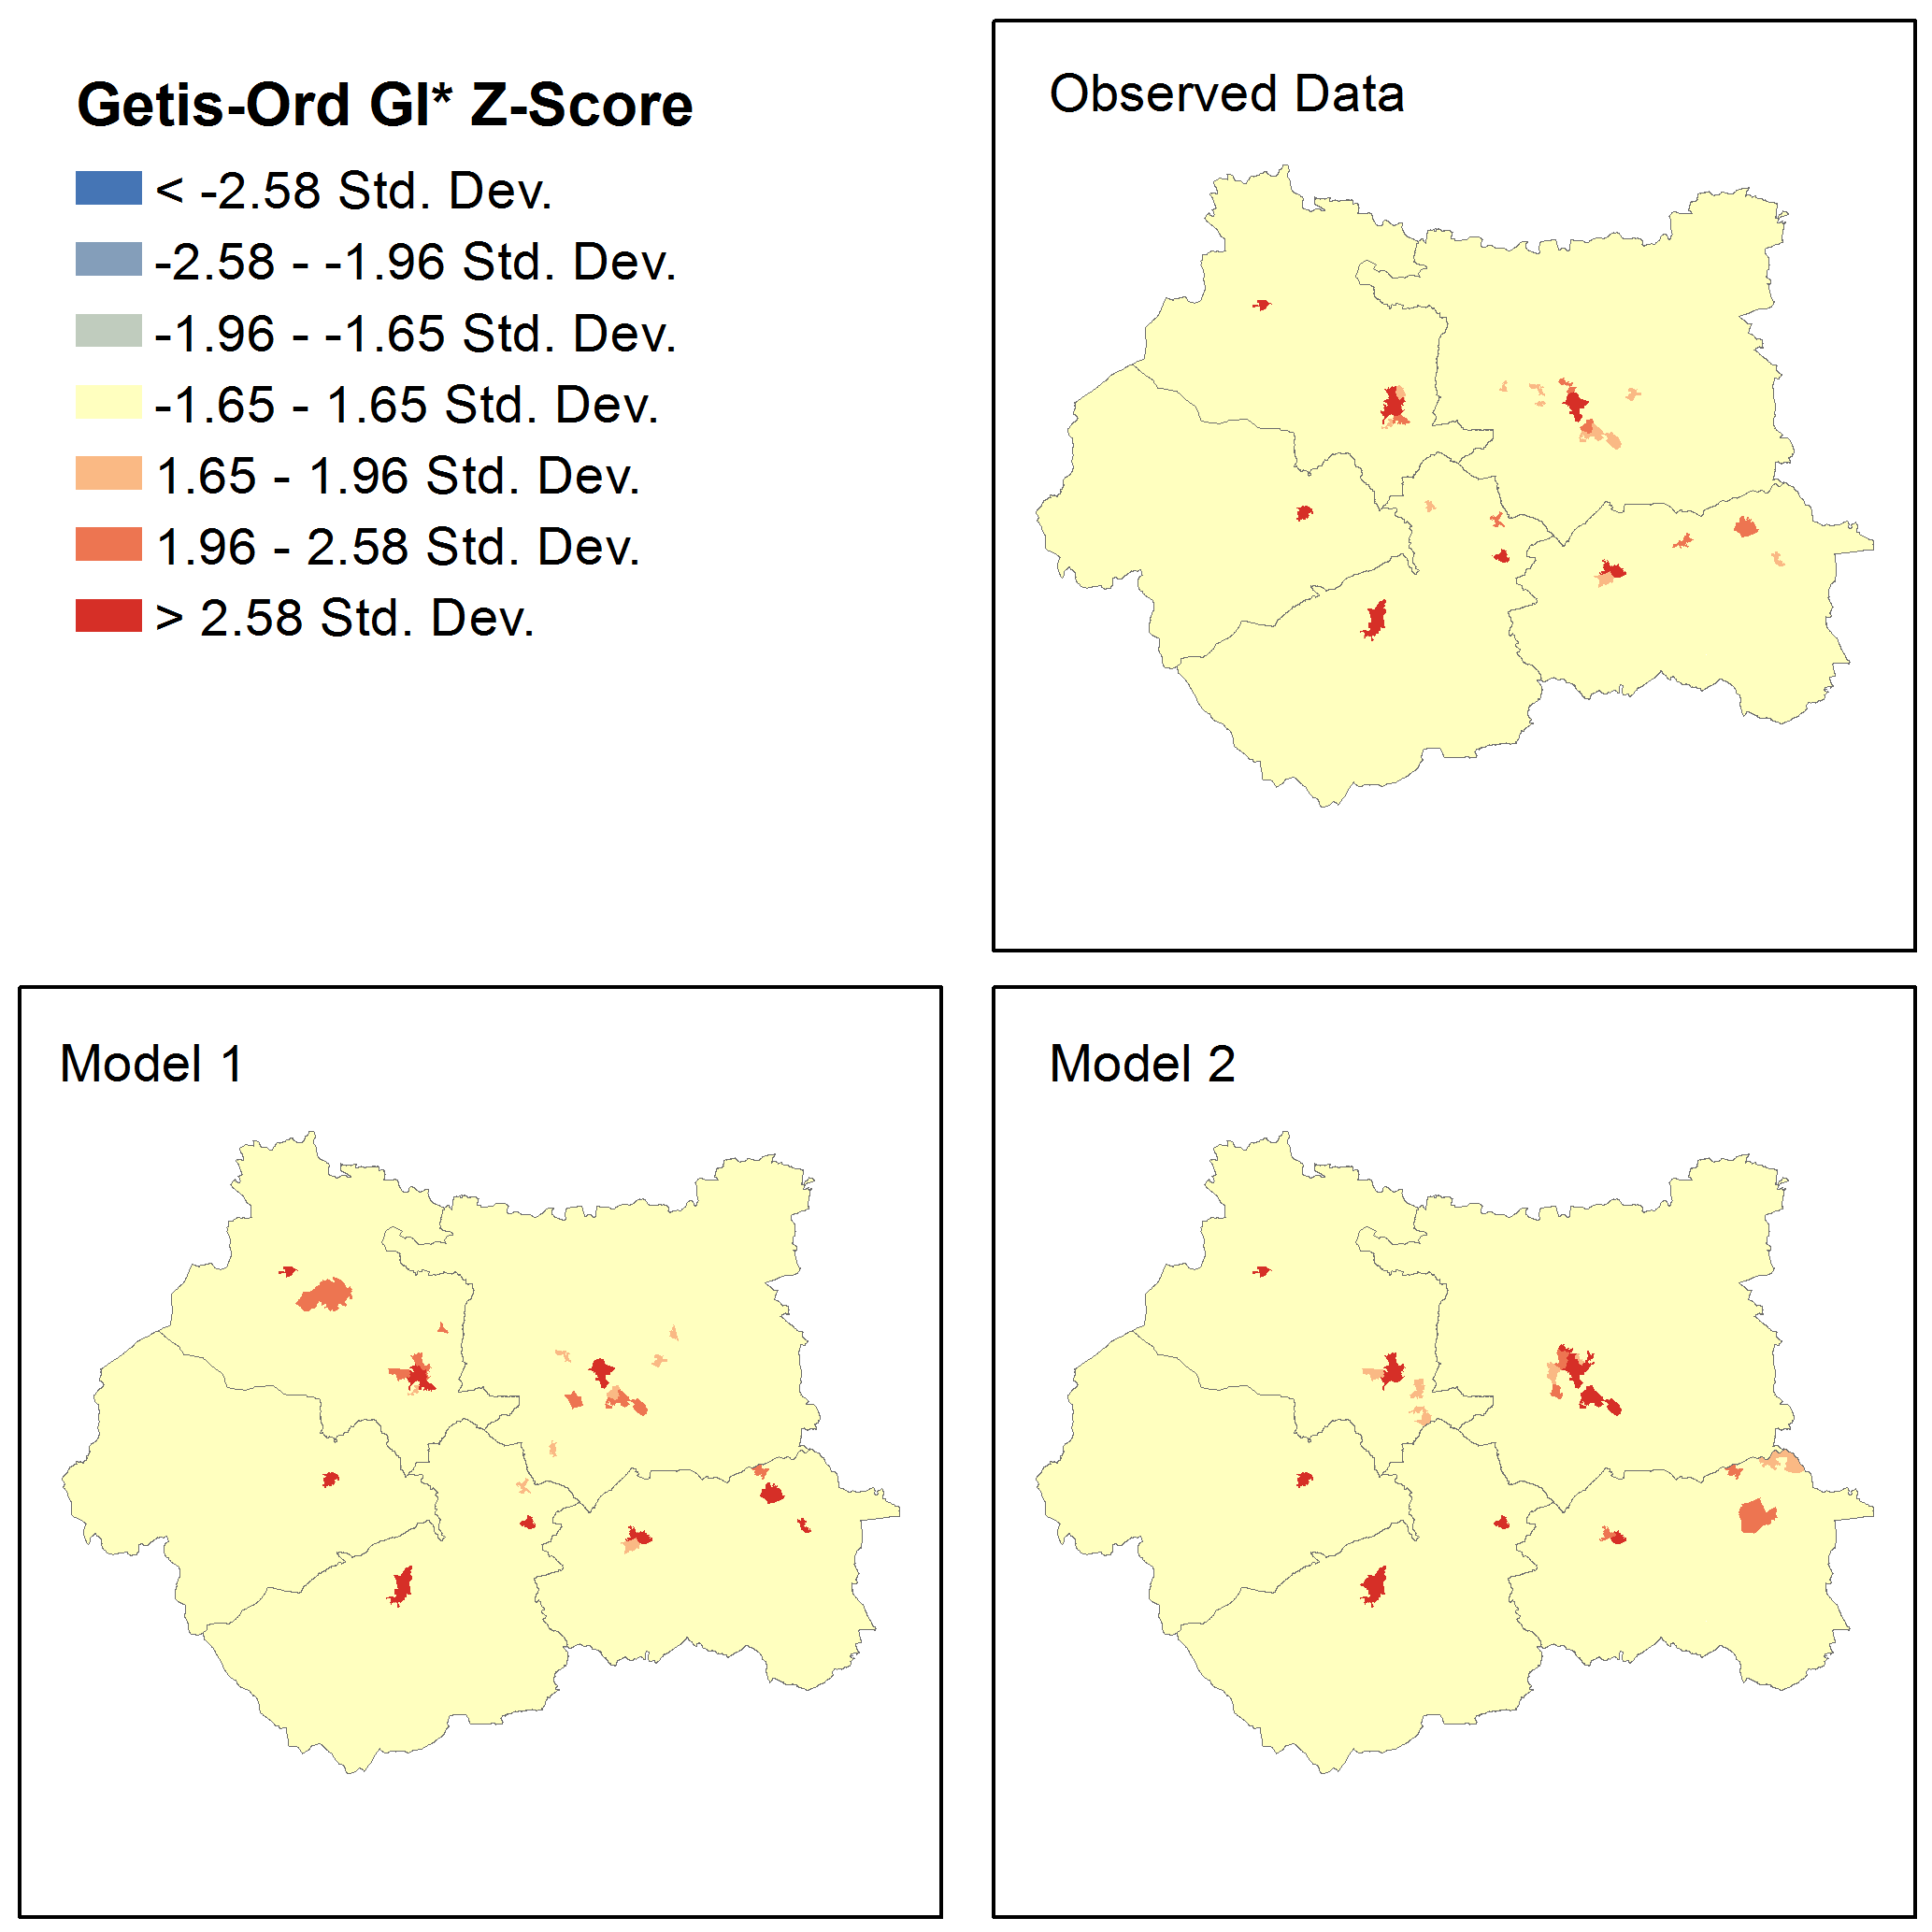 Getis-Ord GI* Z-Score
< -2.58 Std. Dev.
-2.58 - -1.96 Std. Dev.
-1.96 - -1.65 Std. Dev.
-1.65 - 1.65 Std. Dev.
1.65 - 1.96 Std. Dev.
1.96 - 2.58 Std. Dev.
> 2.58 Std. Dev.
Observed Data
Model 1
Model 2